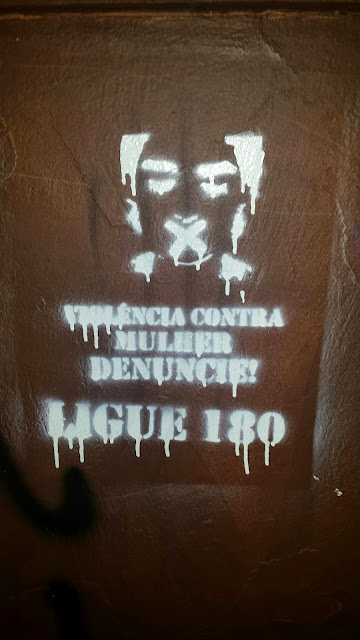 VIOLÊNCIA CONTRA
MULHER
DENUNCIE!
LIGUE 180